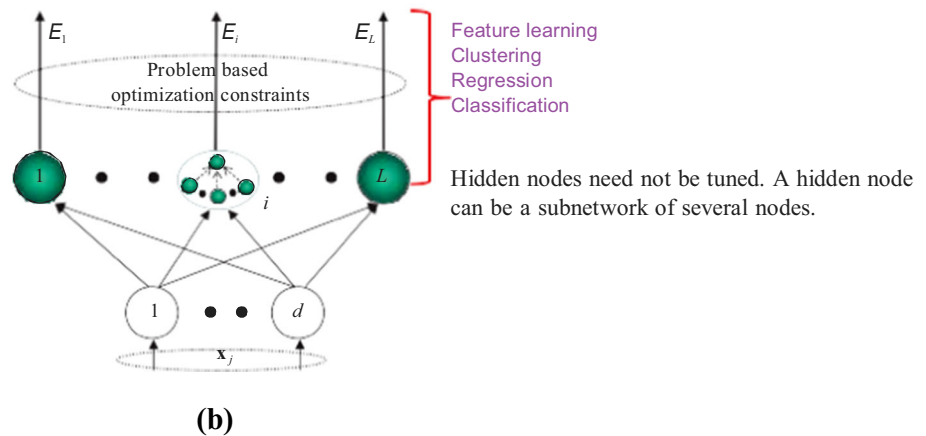 E1
Ei
EL
Problem based
optimization constraints
Feature learning
Clustering
Regression
Classification
1
i
L
Hidden nodes need not be tuned. A hidden node
can be a subnetwork of several nodes.
1
d
xj
(b)